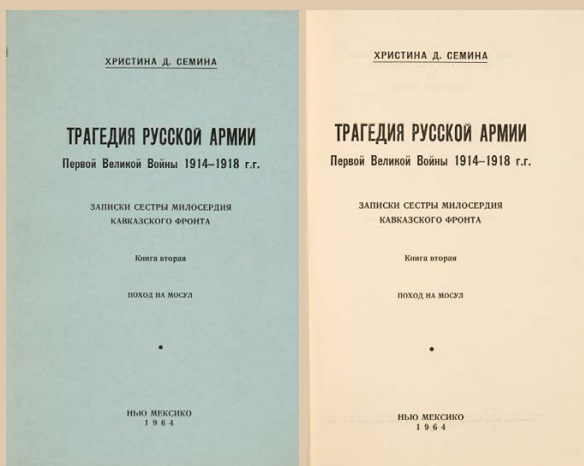 ХРИСТИНА Д. СЕМИНА
ТРАГЕДИЯ РУССКОЙ АРМИИ
Первой Великой Войны 1914–1918 г.г.
ЗАПИСКИ СЕСТРЫ МИЛОСЕРДИЯ
КАВКАЗСКОГО ФРОНТА
Книга вторая
ПОХОД НА МОСУЛ
НЬЮ МЕКСИКО
1964
ХРИСТИНА Д. СЕМИНА
ТРАГЕДИЯ РУССКОЙ АРМИИ
Первой Великой Войны 1914–1918 г.г.
ЗАПИСКИ СЕСТРЫ МИЛОСЕРДИЯ
КАВКАЗСКОГО ФРОНТА
Книга вторая
ПОХОД НА МОСУЛ
НЬЮ МЕКСИКО
1964